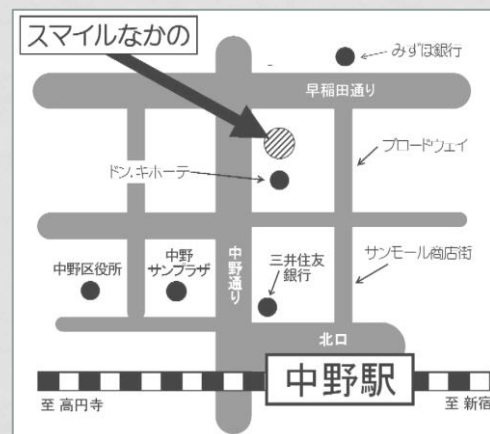 スマイルなかの
みずほ銀行
早稲田通り
ブロードウェイ
ドン.キホーテ
中野通り
サンモール商店街
中野区役所
中野
サンプラザ
三井住友
銀行
北口
中野駅
至 高円寺
至 新宿